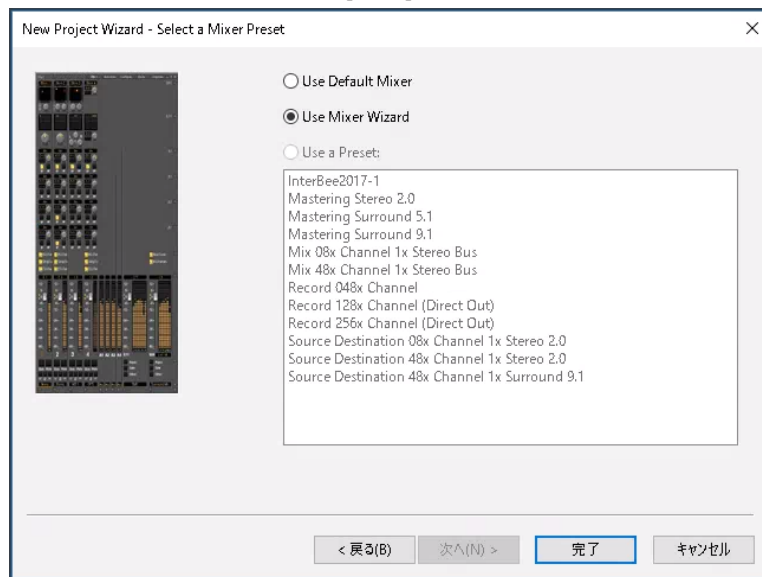 New Project Wizard - Select a Mixer Preset
Use Default Mixer
Use Mixer Wizard
Use a Preset:
InterBee2017-1
Mastering Stereo 2.0
Mastering Surround 5.1
Mastering Surround 9.1
Mix 08x Channel 1x Stereo Bus
Mix 48x Channel 1x Stereo Bus
Record 048x Channel
Record 128x Channel (Direct Out)
Record 256x Channel (Direct Out)
Source Destination 08x Channel 1x Stereo 2.0
Source Destination 48x Channel 1x Stereo 2.0
Source Destination 48x Channel 1x Surround 9.1
< 戻る(B) 次へ(N) > 完了 キャンセル